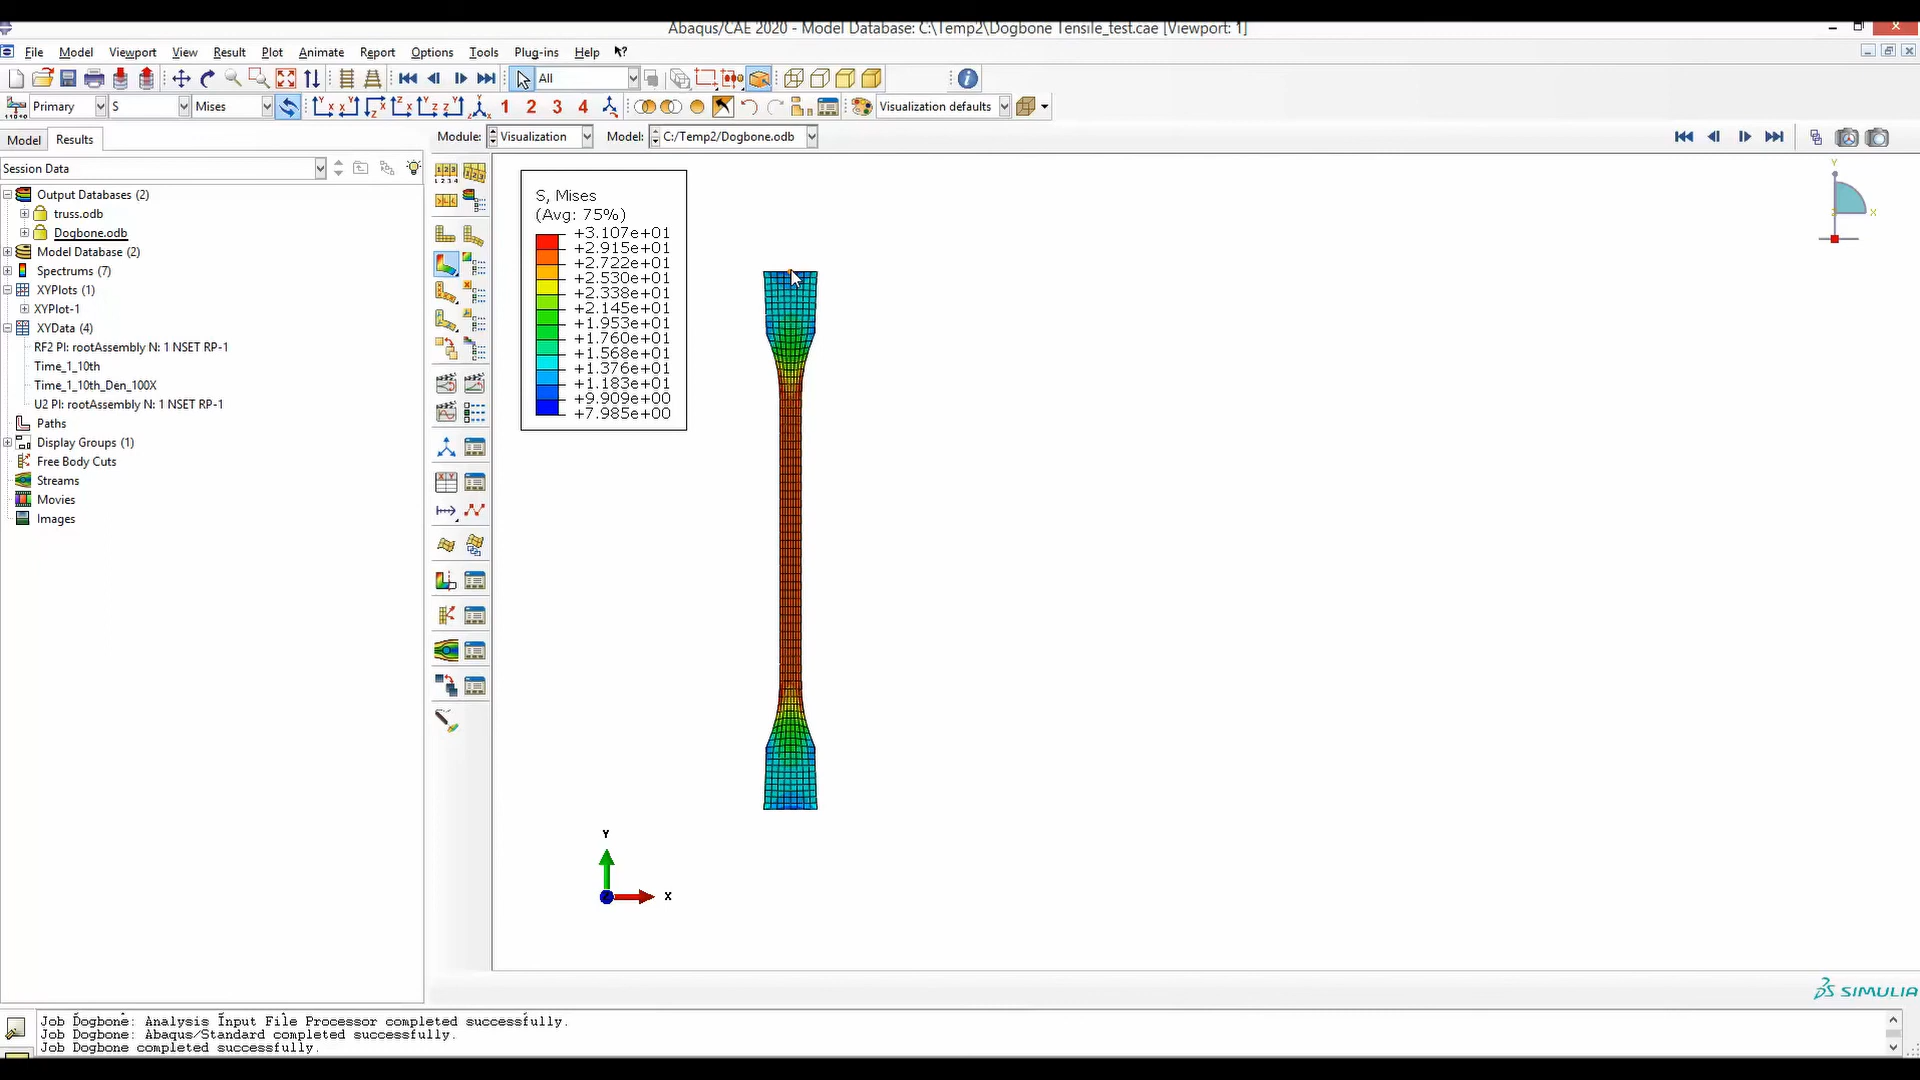 Abaqus/CAE 2020 - Model Database: C:\Temp2\Dogbone Tensile_test.cae [Viewport: 1]
File Model Viewport View Result Plot Animate Report Options Tools Plug-ins Help
All
Primary S Mises 1 2 3 4 Visualization defaults
Model Results Module: Visualization Model: C:/Temp2/Dogbone.odb
Session Data
Output Databases (2)
truss.odb
Dogbone.odb
Model Database (2)
Spectrums (7)
XYPlots (1)
XYPlot-1
XYData (4)
RF2 PI: rootAssembly N: 1 NSET RP-1
Time_1_10th
Time_1_10th_Den_100X
U2 PI: rootAssembly N: 1 NSET RP-1
Paths
Display Groups (1)
Free Body Cuts
Streams
Movies
Images
S, Mises
(Avg: 75%)
+3.107e+01
+2.915e+01
+2.722e+01
+2.530e+01
+2.338e+01
+2.145e+01
+1.953e+01
+1.760e+01
+1.568e+01
+1.376e+01
+1.183e+01
+9.909e+00
+7.985e+00
Y
X
Y
X
SIMULIA
Job Dogbone: Analysis Input File Processor completed successfully.
Job Dogbone: Abaqus/Standard completed successfully.
Job Dogbone completed successfully.